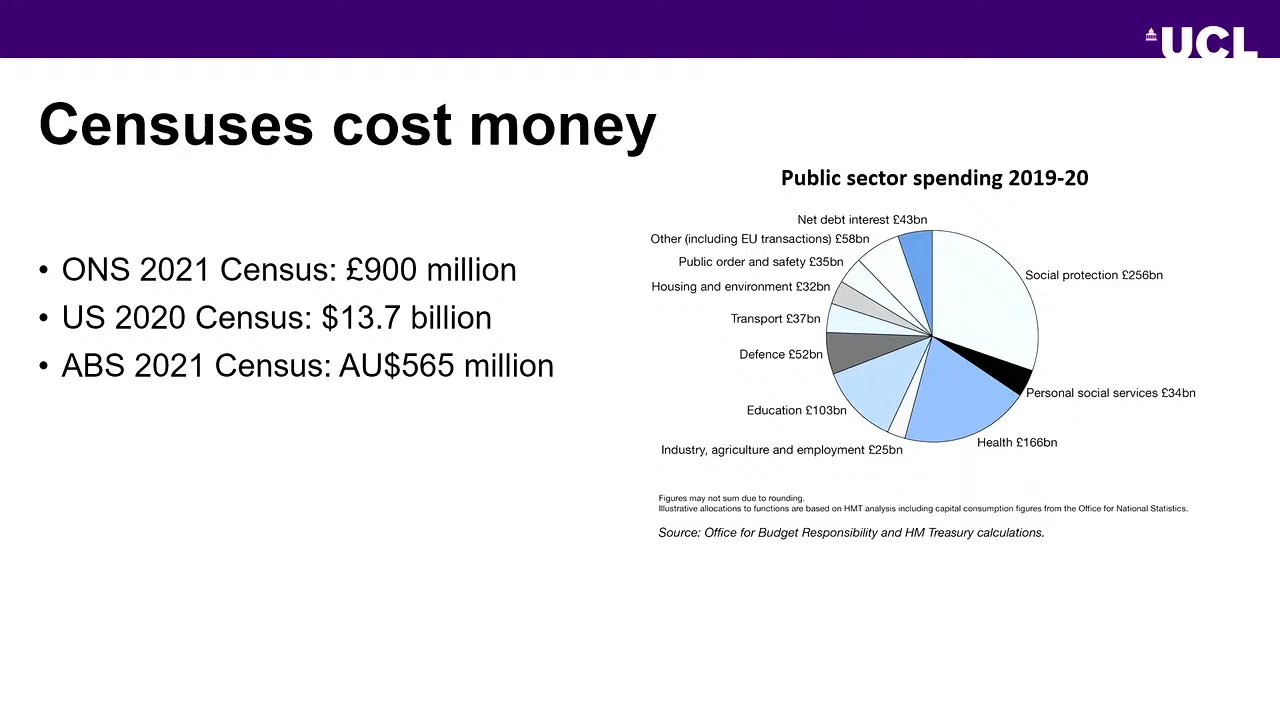 UCL
Censuses cost money
• ONS 2021 Census: £900 million
• US 2020 Census: $13.7 billion
• ABS 2021 Census: AU$565 million
Public sector spending 2019-20
Net debt interest £43bn
Other (including EU transactions) £58bn
Public order and safety £35bn
Housing and environment £32bn
Transport £37bn
Defence £52bn
Education £103bn
Industry, agriculture and employment £25bn
Social protection £256bn
Personal social services £34bn
Health £166bn
Figures may not sum due to rounding.
Illustrative allocations to functions are based on HMT analysis including capital consumption figures from the Office for National Statistics.
Source: Office for Budget Responsibility and HM Treasury calculations.